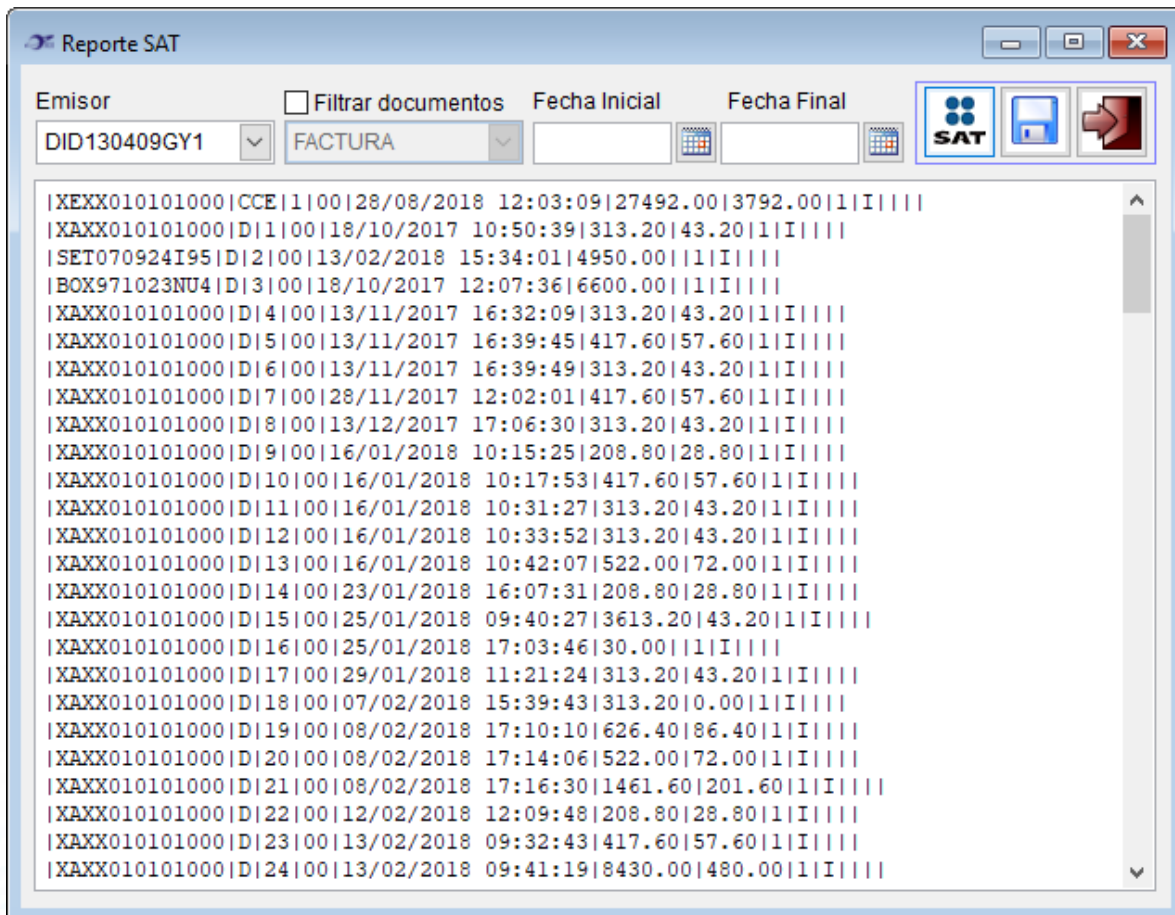 Reporte SAT
Emisor
Filtrar documentos
Fecha Inicial
Fecha Final
DID130409GY1
FACTURA
SAT
|XEXX010101000|CCE|1|00|28/08/2018 12:03:09|27492.00|3792.00|1|I||||
|XAXX010101000|D|1|00|18/10/2017 10:50:39|313.20|43.20|1|I||||
|SET070924I95|D|2|00|13/02/2018 15:34:01|4950.00||1|I||||
|BOX971023NU4|D|3|00|18/10/2017 12:07:36|6600.00||1|I||||
|XAXX010101000|D|4|00|13/11/2017 16:32:09|313.20|43.20|1|I||||
|XAXX010101000|D|5|00|13/11/2017 16:39:45|417.60|57.60|1|I||||
|XAXX010101000|D|6|00|13/11/2017 16:39:49|313.20|43.20|1|I||||
|XAXX010101000|D|7|00|28/11/2017 12:02:01|417.60|57.60|1|I||||
|XAXX010101000|D|8|00|13/12/2017 17:06:30|313.20|43.20|1|I||||
|XAXX010101000|D|9|00|16/01/2018 10:15:25|208.80|28.80|1|I||||
|XAXX010101000|D|10|00|16/01/2018 10:17:53|417.60|57.60|1|I||||
|XAXX010101000|D|11|00|16/01/2018 10:31:27|313.20|43.20|1|I||||
|XAXX010101000|D|12|00|16/01/2018 10:33:52|313.20|43.20|1|I||||
|XAXX010101000|D|13|00|16/01/2018 10:42:07|522.00|72.00|1|I||||
|XAXX010101000|D|14|00|23/01/2018 16:07:31|208.80|28.80|1|I||||
|XAXX010101000|D|15|00|25/01/2018 09:40:27|3613.20|43.20|1|I||||
|XAXX010101000|D|16|00|25/01/2018 17:03:46|30.00||1|I||||
|XAXX010101000|D|17|00|29/01/2018 11:21:24|313.20|43.20|1|I||||
|XAXX010101000|D|18|00|07/02/2018 15:39:43|313.20|0.00|1|I||||
|XAXX010101000|D|19|00|08/02/2018 17:10:10|626.40|86.40|1|I||||
|XAXX010101000|D|20|00|08/02/2018 17:14:06|522.00|72.00|1|I||||
|XAXX010101000|D|21|00|08/02/2018 17:16:30|1461.60|201.60|1|I||||
|XAXX010101000|D|22|00|12/02/2018 12:09:48|208.80|28.80|1|I||||
|XAXX010101000|D|23|00|13/02/2018 09:32:43|417.60|57.60|1|I||||
|XAXX010101000|D|24|00|13/02/2018 09:41:19|8430.00|480.00|1|I||||